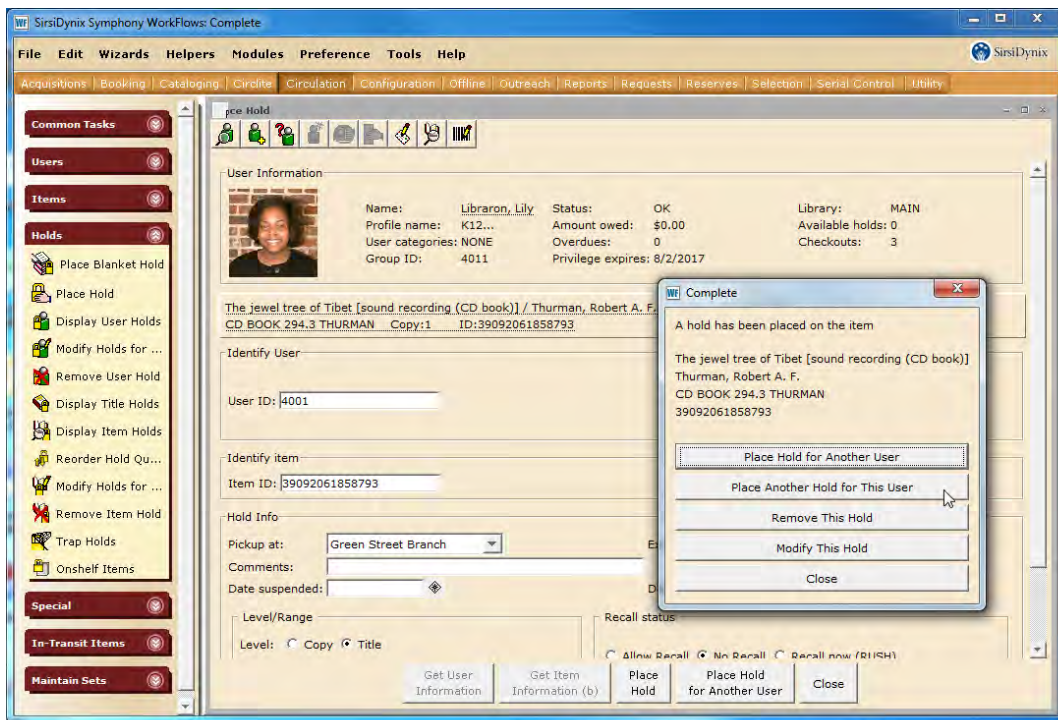 WF SirsiDynix Symphony WorkFlows: Complete
File Edit Wizards Helpers Modules Preference Tools Help
SirsiDynix
Acquisitions Booking Cataloging Circlite Circulation Configuration Offline Outreach Reports Requests Reserves Selection Serial Control Utility
Common Tasks
Users
Items
Holds
Place Blanket Hold
Place Hold
Display User Holds
Modify Holds for ...
Remove User Hold
Display Title Holds
Display Item Holds
Reorder Hold Qu...
Modify Holds for ...
Remove Item Hold
Trap Holds
Onshelf Items
Special
In-Transit Items
Maintain Sets
ce Hold
User Information
Name: Libraron, Lily Status: OK Library: MAIN
Profile name: K12... Amount owed: $0.00 Available holds: 0
User categories: NONE Overdues: 0 Checkouts: 3
Group ID: 4011 Privilege expires: 8/2/2017
The jewel tree of Tibet [sound recording (CD book)] / Thurman, Robert A. F.
CD BOOK 294.3 THURMAN Copy:1 ID:39092061858793
Identify User
User ID: 4001
Identify item
Item ID: 39092061858793
Hold Info
Pickup at: Green Street Branch
Comments:
Date suspended:
Level/Range
Level: Copy Title
Recall status
Allow Recall No Recall Recall now (RUSH)
Get User Information
Get Item Information (b)
Place Hold
Place Hold for Another User
Close
WF Complete
A hold has been placed on the item
The jewel tree of Tibet [sound recording (CD book)]
Thurman, Robert A. F.
CD BOOK 294.3 THURMAN
39092061858793
Place Hold for Another User
Place Another Hold for This User
Remove This Hold
Modify This Hold
Close